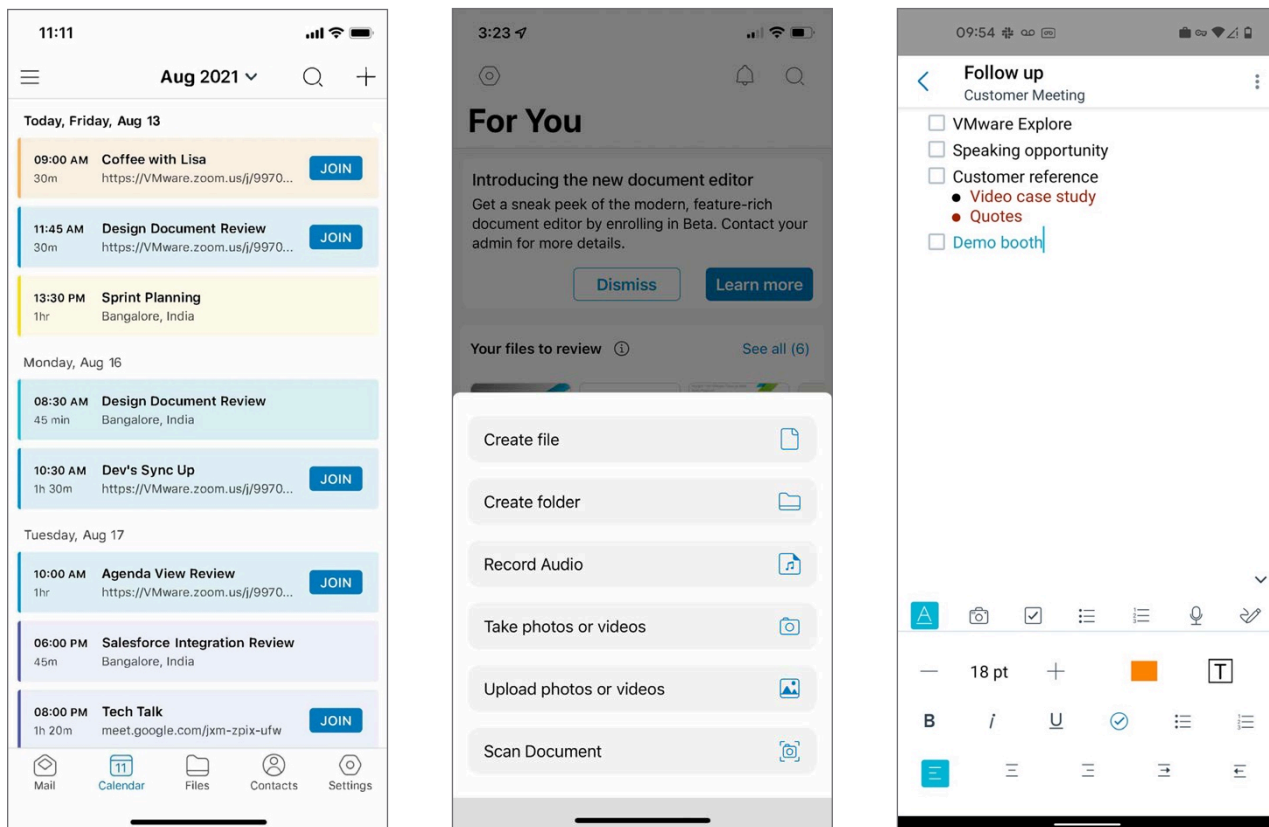 11:11
Aug 2021
Today, Friday, Aug 13
09:00 AM Coffee with Lisa
30m https://VMware.zoom.us/j/9970...
JOIN
11:45 AM Design Document Review
30m https://VMware.zoom.us/j/9970...
JOIN
13:30 PM Sprint Planning
1hr Bangalore, India
Monday, Aug 16
08:30 AM Design Document Review
45 min Bangalore, India
10:30 AM Dev's Sync Up
1h 30m https://VMware.zoom.us/j/9970...
JOIN
Tuesday, Aug 17
10:00 AM Agenda View Review
1hr https://VMware.zoom.us/j/9970...
JOIN
06:00 PM Salesforce Integration Review
45m Bangalore, India
08:00 PM Tech Talk
1h 20m meet.google.com/jxm-zpix-ufw
JOIN
11
Mail Calendar Files Contacts Settings
3:23
For You
Introducing the new document editor
Get a sneak peek of the modern, feature-rich
document editor by enrolling in Beta. Contact your
admin for more details.
Dismiss Learn more
Your files to review See all (6)
Create file
Create folder
Record Audio
Take photos or videos
Upload photos or videos
Scan Document
09:54
Follow up
Customer Meeting
VMware Explore
Speaking opportunity
Customer reference
• Video case study
• Quotes
Demo booth
A
— 18 pt + T
B i U